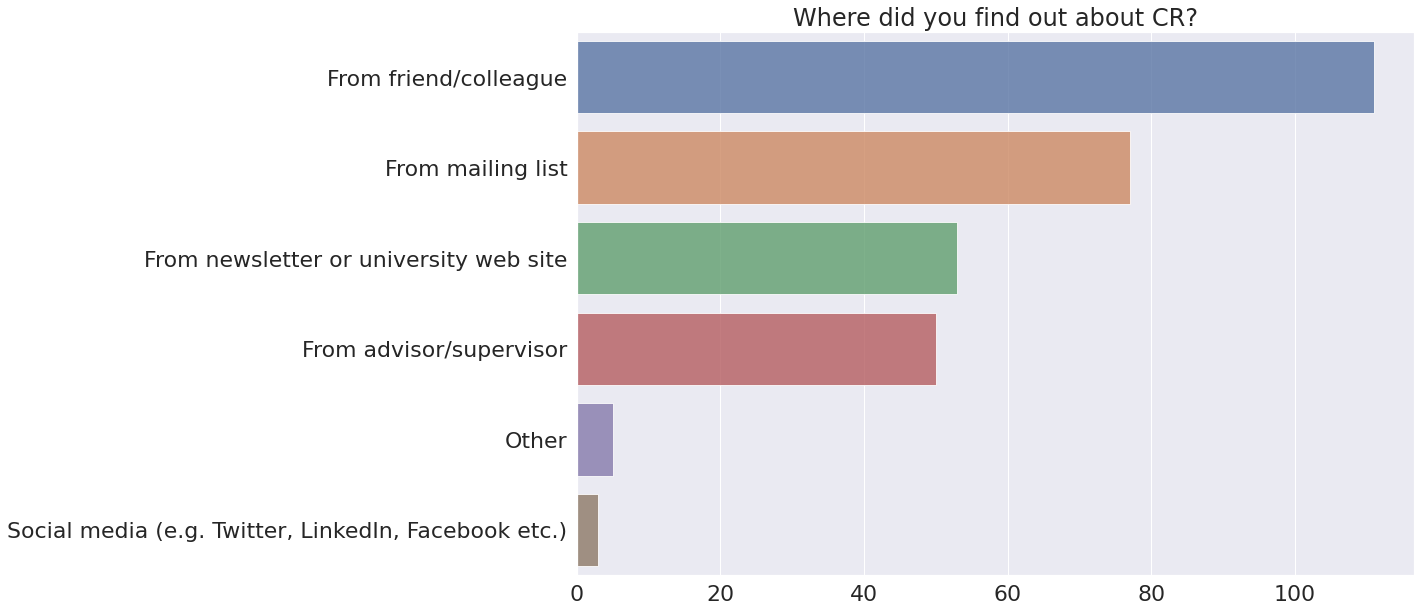 Where did you find out about CR?
From friend/colleague
From mailing list
From newsletter or university web site
From advisor/supervisor
Other
Social media (e.g. Twitter, LinkedIn, Facebook etc.)
0 20 40 60 80 100